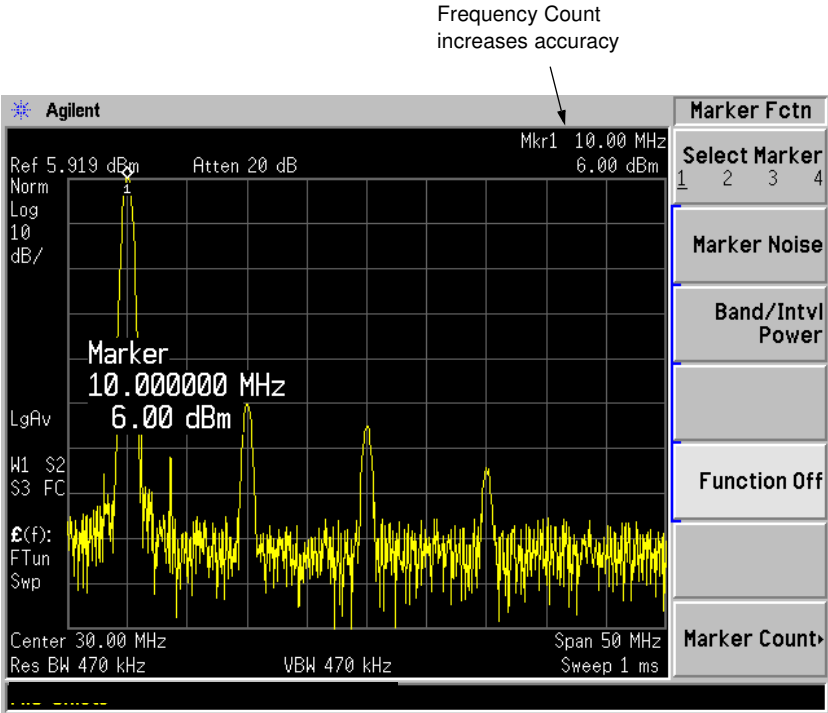 Frequency Count
increases accuracy
Agilent
Marker Fctn
Mkr1 10.00 MHz
Ref 5.919 dBm Atten 20 dB 6.00 dBm
Select Marker
1 2 3 4
Norm
1
Log
10
dB/
Marker Noise
Band/Intvl
Power
Marker
10.000000 MHz
6.00 dBm
LgAv
W1 S2
S3 FC
Function Off
£(f):
FTun
Swp
Center 30.00 MHz Span 50 MHz
Res BW 470 kHz VBW 470 kHz Sweep 1 ms
Marker Count